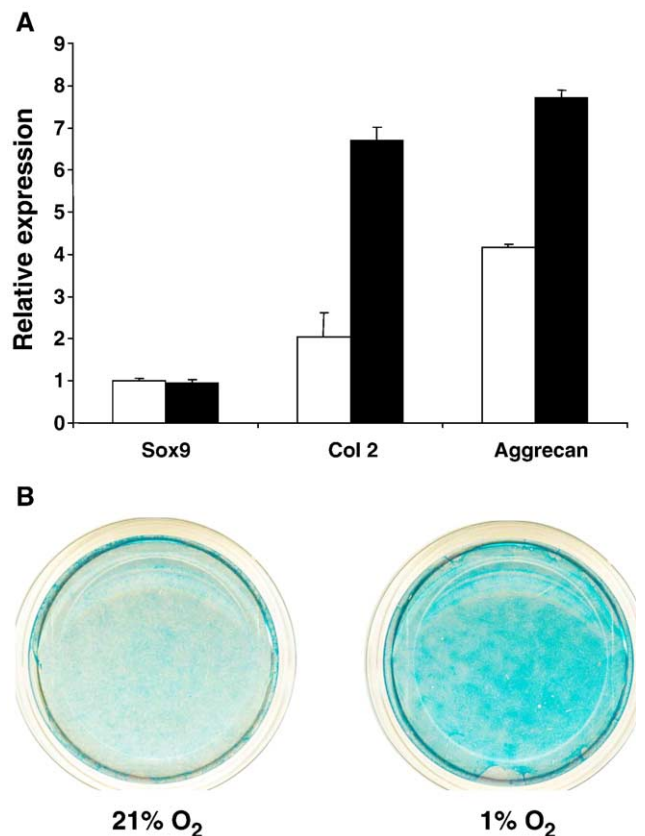 A
Relative expression
9
8
7
6
5
4
3
2
1
0
Sox9 Col 2 Aggrecan
B
21% O₂ 1% O₂